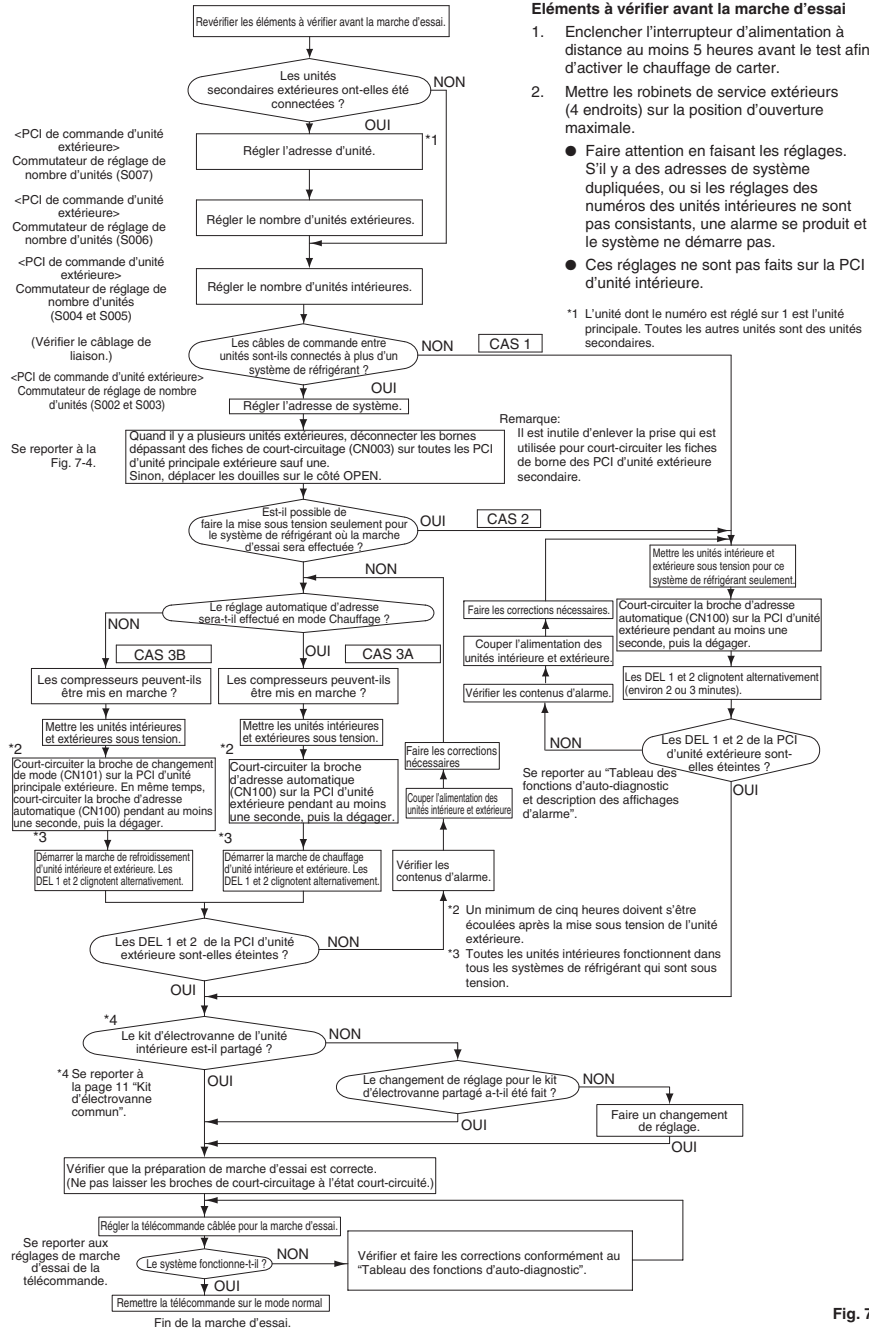 Revérifier les éléments à vérifier avant la marche d'essai.
Les unités
secondaires extérieures ont-elles été
connectées ?
NON
OUI
<PCI de commande d'unité
extérieure>
Commutateur de réglage de
nombre d'unités (S007)
Régler l'adresse d'unité.
*1
<PCI de commande d'unité
extérieure>
Commutateur de réglage de
nombre d'unités (S006)
Régler le nombre d'unités extérieures.
<PCI de commande d'unité
extérieure>
Commutateur de réglage de
nombre d'unités
(S004 et S005)
Régler le nombre d'unités intérieures.
(Vérifier le câblage de
liaison.)
Les câbles de commande entre
unités sont-ils connectés à plus d'un
système de réfrigérant ?
NON
CAS 1
OUI
<PCI de commande d'unité extérieure>
Commutateur de réglage de nombre
d'unités (S002 et S003)
Régler l'adresse de système.
Se reporter à la
Fig. 7-4.
Quand il y a plusieurs unités extérieures, déconnecter les bornes
dépassant des fiches de court-circuitage (CN003) sur toutes les PCI
d'unité principale extérieure sauf une.
Sinon, déplacer les douilles sur le côté OPEN.
Remarque:
Il est inutile d'enlever la prise qui est
utilisée pour court-circuiter les fiches
de borne des PCI d'unité extérieure
secondaire.
Eléments à vérifier avant la marche d'essai
1. Enclencher l'interrupteur d'alimentation à
distance au moins 5 heures avant le test afin
d'activer le chauffage de carter.
2. Mettre les robinets de service extérieurs
(4 endroits) sur la position d'ouverture
maximale.
● Faire attention en faisant les réglages.
S'il y a des adresses de système
dupliquées, ou si les réglages des
numéros des unités intérieures ne sont
pas consistants, une alarme se produit et
le système ne démarre pas.
● Ces réglages ne sont pas faits sur la PCI
d'unité intérieure.
*1 L'unité dont le numéro est réglé sur 1 est l'unité
principale. Toutes les autres unités sont des unités
secondaires.
Est-il possible de
faire la mise sous tension seulement pour
le système de réfrigérant où la marche
d'essai sera effectuée ?
OUI
CAS 2
NON
Le réglage automatique d'adresse
sera-t-il effectué en mode Chauffage ?
NON
OUI
CAS 3B
CAS 3A
Les compresseurs peuvent-ils
être mis en marche ?
Les compresseurs peuvent-ils
être mis en marche ?
Mettre les unités intérieures
et extérieures sous tension.
Mettre les unités intérieures
et extérieures sous tension.
*2
Court-circuiter la broche de changement
de mode (CN101) sur la PCI d'unité
principale extérieure. En même temps,
court-circuiter la broche d'adresse
automatique (CN100) pendant au moins
une seconde, puis la dégager.
*2
Court-circuiter la broche
d'adresse automatique
(CN100) sur la PCI d'unité
extérieure pendant au moins
une seconde, puis la dégager.
*3
Démarrer la marche de refroidissement
d'unité intérieure et extérieure. Les
DEL 1 et 2 clignotent alternativement.
*3
Démarrer la marche de chauffage
d'unité intérieure et extérieure. Les
DEL 1 et 2 clignotent alternativement.
Faire les corrections
nécessaires
Couper l'alimentation des
unités intérieure et extérieure
Vérifier les
contenus d'alarme.
Les DEL 1 et 2 de la PCI d'unité
extérieure sont-elles éteintes ?
NON
OUI
Mettre les unités intérieure et
extérieure sous tension pour ce
système de réfrigérant seulement.
Court-circuiter la broche d'adresse
automatique (CN100) sur la PCI d'unité
extérieure pendant au moins une
seconde, puis la dégager.
Les DEL 1 et 2 clignotent alternativement
(environ 2 ou 3 minutes).
Les DEL 1 et 2 de la PCI
d'unité extérieure sont-
elles éteintes ?
NON
OUI
Faire les corrections nécessaires.
Couper l'alimentation des
unités intérieure et extérieure.
Vérifier les contenus d'alarme.
Se reporter au “Tableau des
fonctions d'auto-diagnostic
et description des affichages
d'alarme”.
*2 Un minimum de cinq heures doivent s'être
écoulées après la mise sous tension de l'unité
extérieure.
*3 Toutes les unités intérieures fonctionnent dans
tous les systèmes de réfrigérant qui sont sous
tension.
*4
Le kit d'électrovanne de l'unité
intérieure est-il partagé ?
NON
OUI
*4 Se reporter à
la page 11 “Kit
d'électrovanne
commun”.
Le changement de réglage pour le kit
d'électrovanne partagé a-t-il été fait ?
NON
OUI
Faire un changement
de réglage.
OUI
Vérifier que la préparation de marche d'essai est correcte.
(Ne pas laisser les broches de court-circuitage à l'état court-circuité.)
Régler la télécommande câblée pour la marche d'essai.
Se reporter aux
réglages de marche
d'essai de la
télécommande.
Le système fonctionne-t-il ?
NON
OUI
Vérifier et faire les corrections conformément au
“Tableau des fonctions d'auto-diagnostic”.
Remettre la télécommande sur le mode normal
Fin de la marche d'essai.
Fig. 7